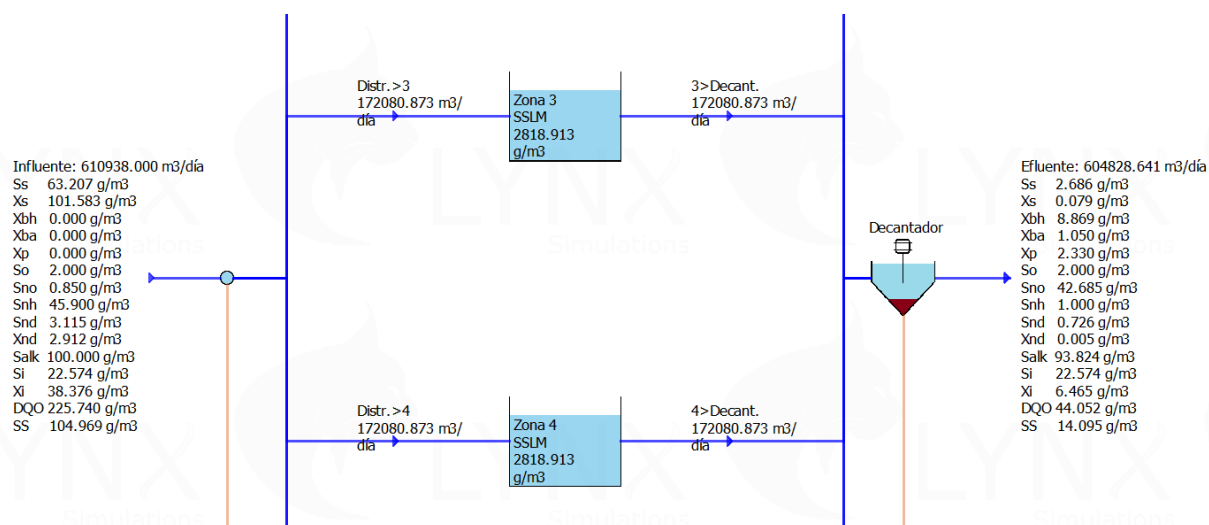 Distr.>3
172080.873 m3/
día
Zona 3
SSLM
2818.913
g/m3
3>Decant.
172080.873 m3/
día
Influente: 610938.000 m3/día
Ss 63.207 g/m3
Xs 101.583 g/m3
Xbh 0.000 g/m3
Xba 0.000 g/m3
Xp 0.000 g/m3
So 2.000 g/m3
Sno 0.850 g/m3
Snh 45.900 g/m3
Snd 3.115 g/m3
Xnd 2.912 g/m3
Salk 100.000 g/m3
Si 22.574 g/m3
Xi 38.376 g/m3
DQO 225.740 g/m3
SS 104.969 g/m3
Decantador
Efluente: 604828.641 m3/día
Ss 2.686 g/m3
Xs 0.079 g/m3
Xbh 8.869 g/m3
Xba 1.050 g/m3
Xp 2.330 g/m3
So 2.000 g/m3
Sno 42.685 g/m3
Snh 1.000 g/m3
Snd 0.726 g/m3
Xnd 0.005 g/m3
Salk 93.824 g/m3
Si 22.574 g/m3
Xi 6.465 g/m3
DQO 44.052 g/m3
SS 14.095 g/m3
Distr.>4
172080.873 m3/
día
Zona 4
SSLM
2818.913
g/m3
4>Decant.
172080.873 m3/
día
LYNX
Simulations